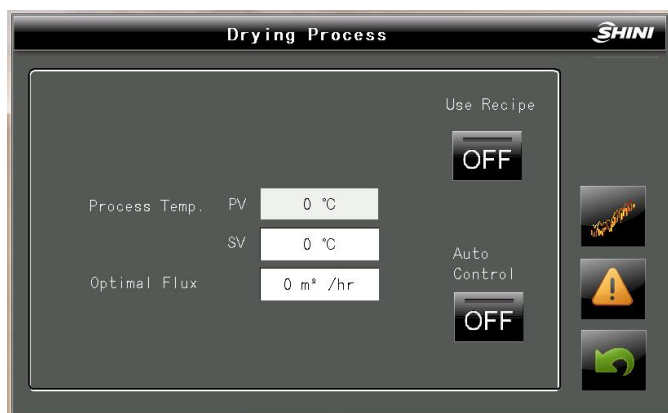 Drying Process
SHINI
Use Recipe
OFF
Process Temp. PV 0 ℃
SV 0 ℃
Optimal Flux 0 m³ /hr
Auto
Control
OFF